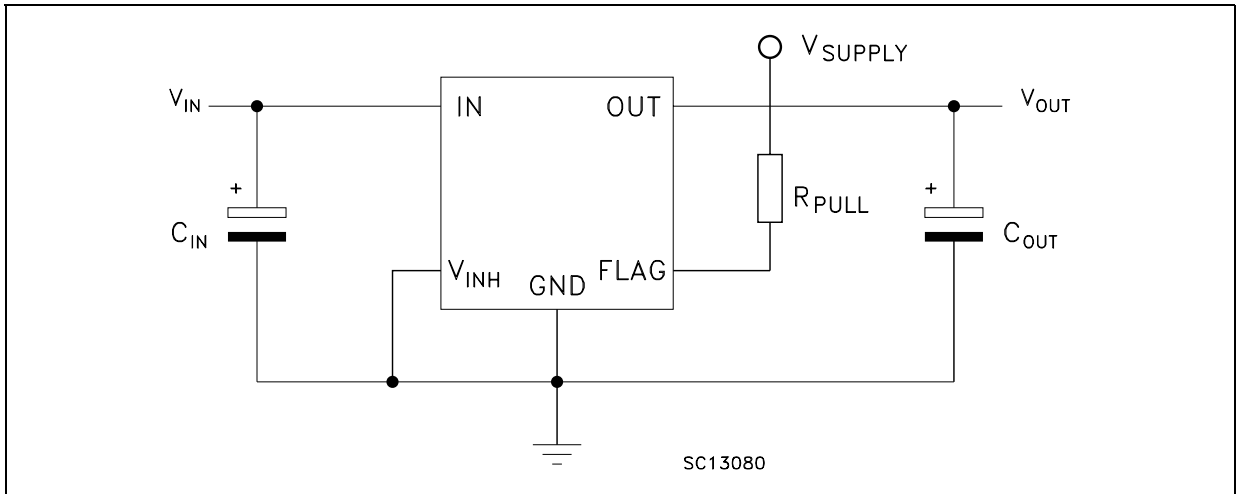 VSUPPLY
VIN
IN
OUT
VOUT
+
+
RPULL
CIN
COUT
VINH
FLAG
GND
SC13080